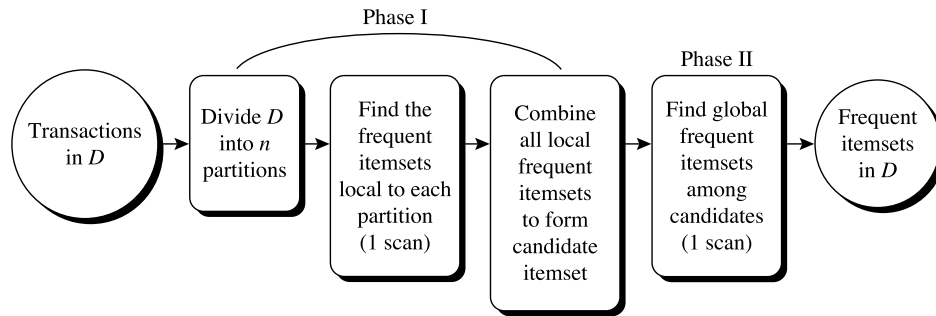 Phase I
Transactions
in D
Divide D
into n
partitions
Find the
frequent
itemsets
local to each
partition
(1 scan)
Combine
all local
frequent
itemsets
to form
candidate
itemset
Phase II
Find global
frequent
itemsets
among
candidates
(1 scan)
Frequent
itemsets
in D